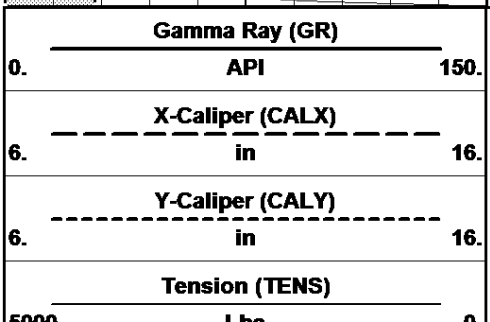 Gamma Ray (GR)
0. API 150.
X-Caliper (CALX)
6. in 16.
Y-Caliper (CALY)
6. in 16.
Tension (TENS)
5000 Lbs 0.